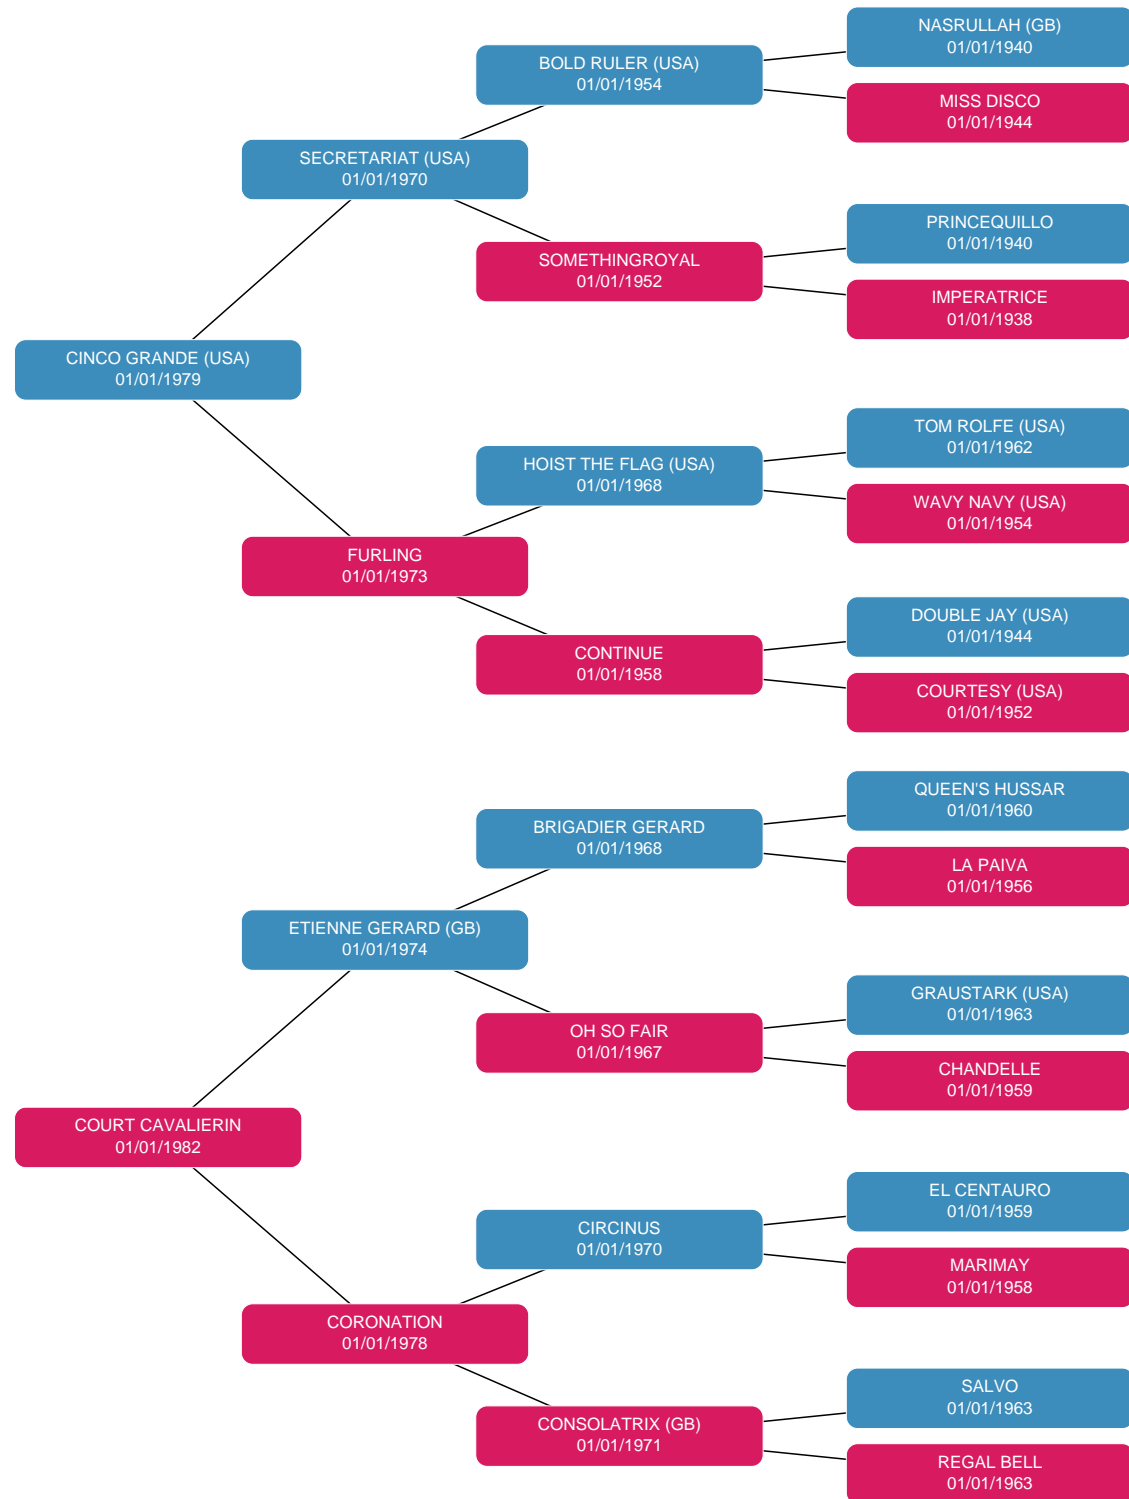 NASRULLAH (GB)
01/01/1940
BOLD RULER (USA)
01/01/1954
MISS DISCO
01/01/1944
SECRETARIAT (USA)
01/01/1970
PRINCEQUILLO
01/01/1940
SOMETHINGROYAL
01/01/1952
IMPERATRICE
01/01/1938
CINCO GRANDE (USA)
01/01/1979
TOM ROLFE (USA)
01/01/1962
HOIST THE FLAG (USA)
01/01/1968
WAVY NAVY (USA)
01/01/1954
FURLING
01/01/1973
DOUBLE JAY (USA)
01/01/1944
CONTINUE
01/01/1958
COURTESY (USA)
01/01/1952
QUEEN'S HUSSAR
01/01/1960
BRIGADIER GERARD
01/01/1968
LA PAIVA
01/01/1956
ETIENNE GERARD (GB)
01/01/1974
GRAUSTARK (USA)
01/01/1963
OH SO FAIR
01/01/1967
CHANDELLE
01/01/1959
COURT CAVALIERIN
01/01/1982
EL CENTAURO
01/01/1959
CIRCINUS
01/01/1970
MARIMAY
01/01/1958
CORONATION
01/01/1978
SALVO
01/01/1963
CONSOLATRIX (GB)
01/01/1971
REGAL BELL
01/01/1963